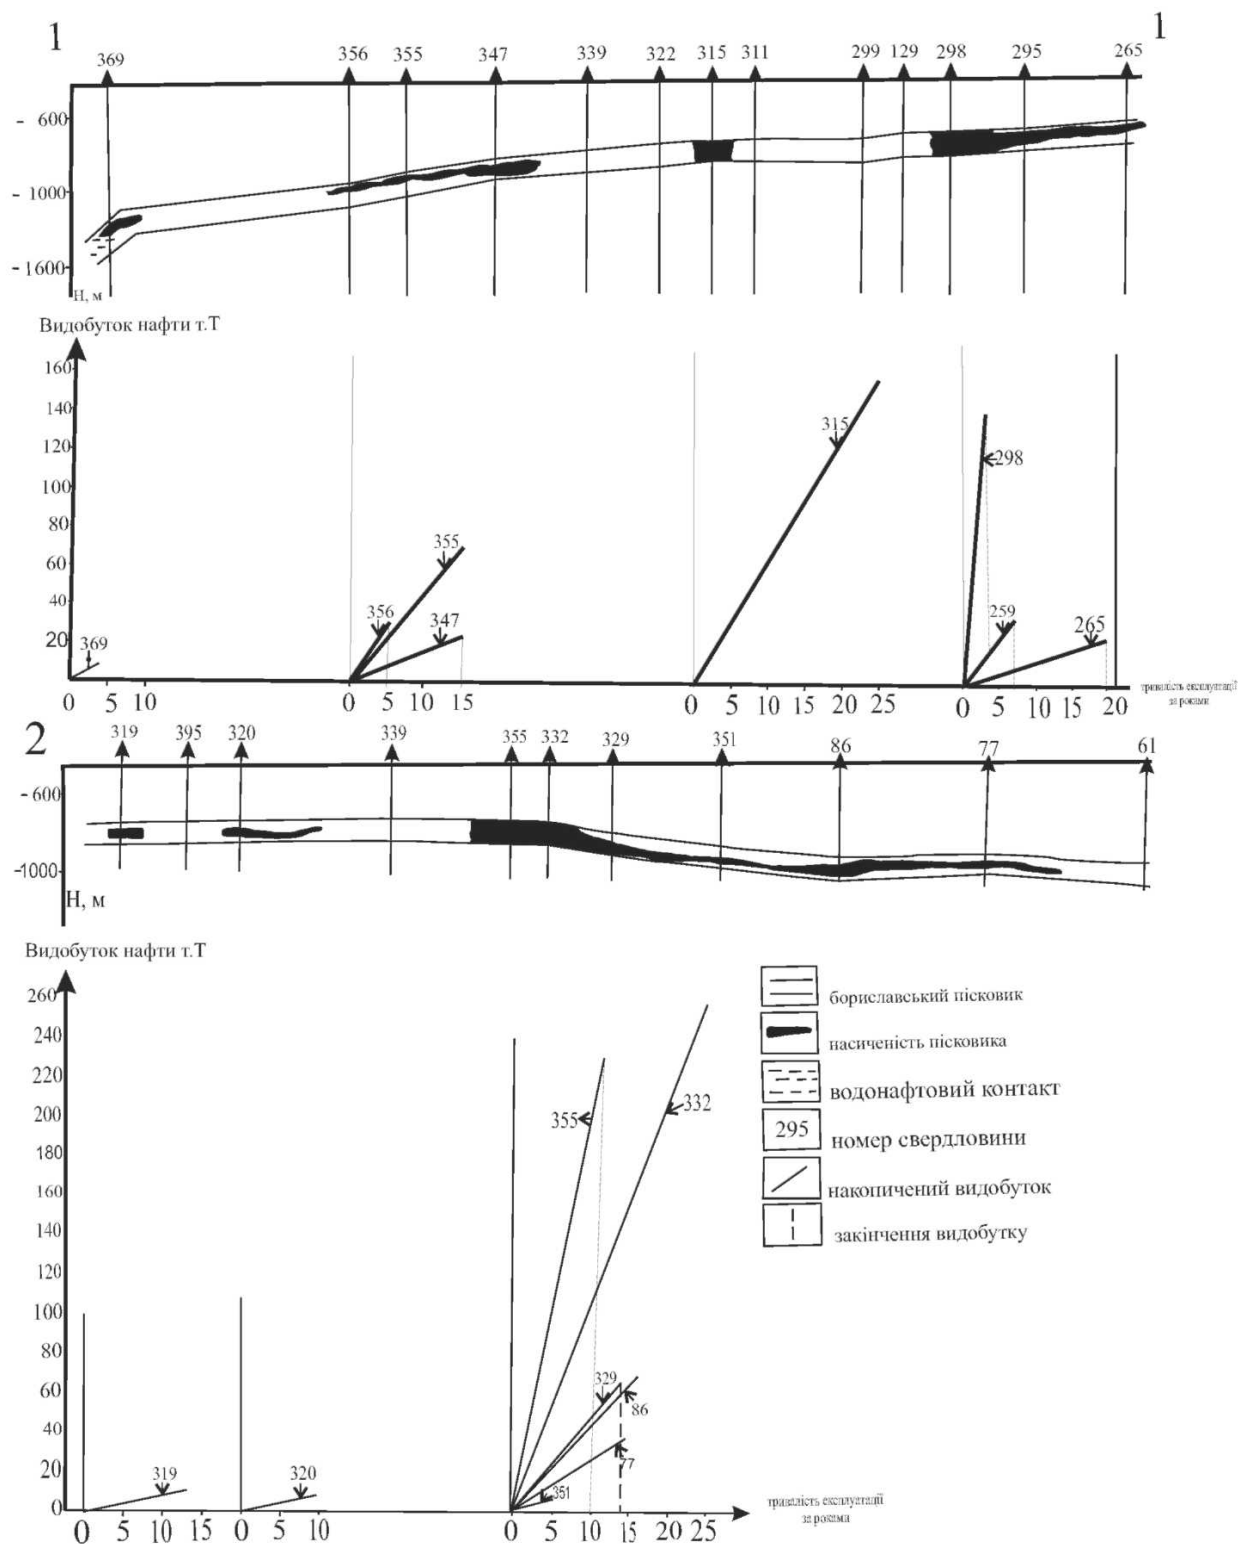 1 1
369 356 355 347 339 322 315 311 299 129 298 295 265
- 600
- 1000
- 1600
H, м
Видобуток нафти т.Т
160
140
120
100
80
60
40
20
315
298
355
356
347
259
265
369
0 5 10 0 5 10 15 0 5 10 15 20 25 0 5 10 15 20
тривалість експлуатації
за роками
2
319 395 320 339 355 332 329 351 86 77 61
- 600
-1000
H, м
Видобуток нафти т.Т
260
240
220
200
180
160
140
120
100
80
60
40
20
0
355
332
329
86
77
351
319
320
0 5 10 15 0 5 10 0 5 10 15 20 25
тривалість експлуатації
за роками
бориславський пісковик
насиченість пісковика
водонафтовий контакт
295 номер свердловини
накопичений видобуток
закінчення видобутку